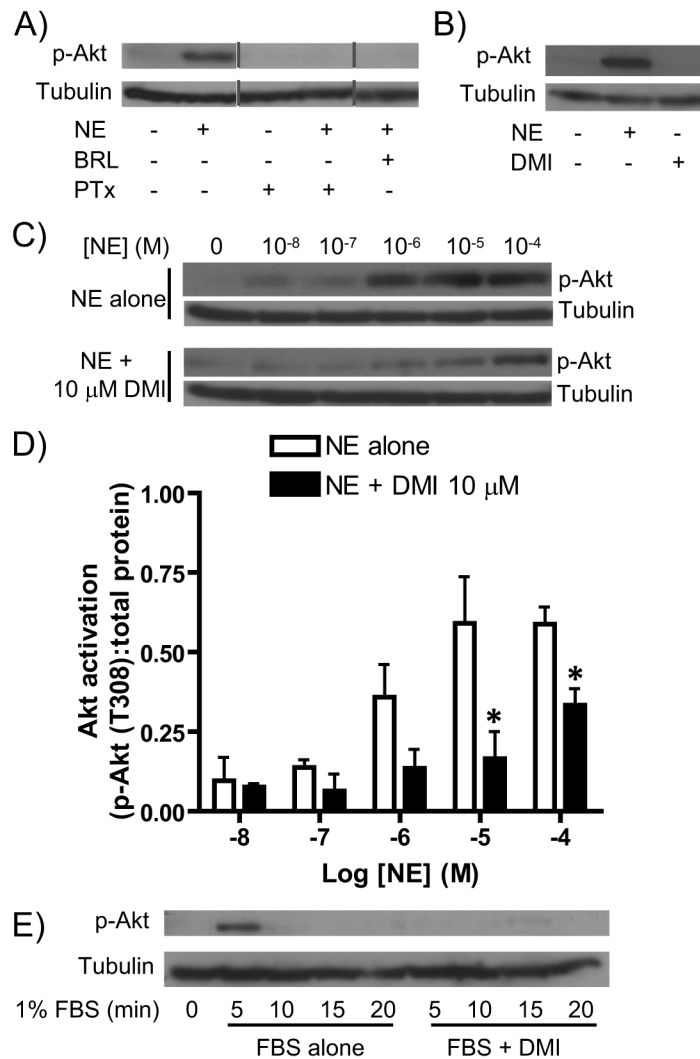 A)
p-Akt
Tubulin
NE - + - + +
BRL - - - - +
PTx - - + + -
B)
p-Akt
Tubulin
NE - + -
DMI - - +
C)
[NE] (M) 0 10⁻⁸ 10⁻⁷ 10⁻⁶ 10⁻⁵ 10⁻⁴
NE alone
p-Akt
Tubulin
NE +
10 μM DMI
p-Akt
Tubulin
D)
NE alone
NE + DMI 10 μM
Akt activation
(p-Akt (T308):total protein)
1.00
0.75
0.50
0.25
0.00
* *
-8 -7 -6 -5 -4
Log [NE] (M)
E)
p-Akt
Tubulin
1% FBS (min) 0 5 10 15 20 5 10 15 20
FBS alone FBS + DMI